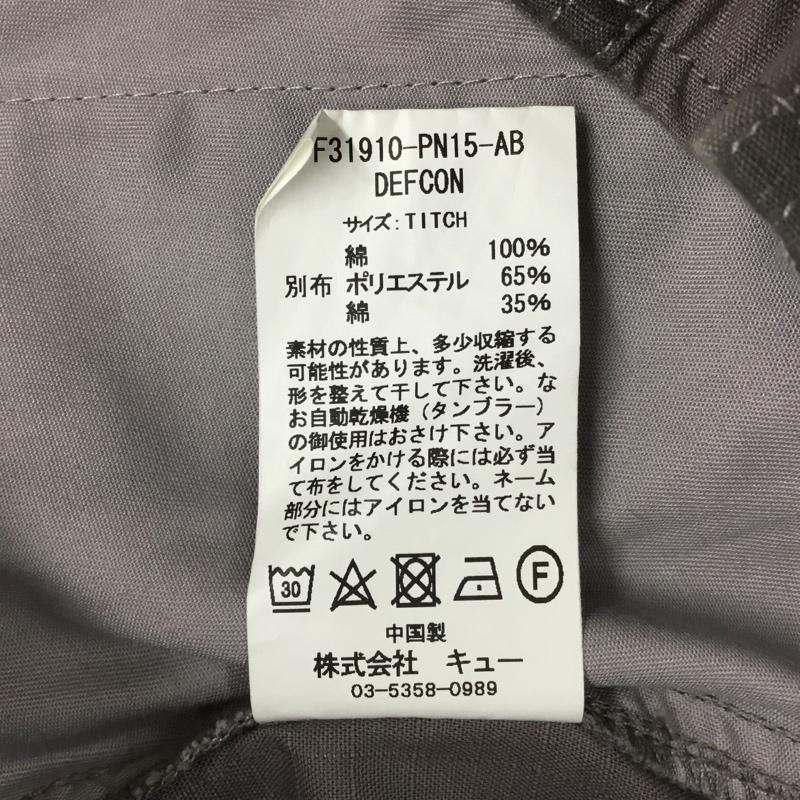 F31910-PN15-AB
DEFCON
サイズ:TITCH
綿 100%
別布 ポリエステル 65%
綿 35%
素材の性質上、多少収縮する
可能性があります。洗濯後、
形を整えて干して下さい。な
お自動乾燥機（タンブラー）
の御使用はおさけ下さい。ア
イロンをかける際には必ず当
て布をしてください。ネーム
部分にはアイロンを当てない
で下さい。
30
F
中国製
株式会社 キュー
03-5358-0989